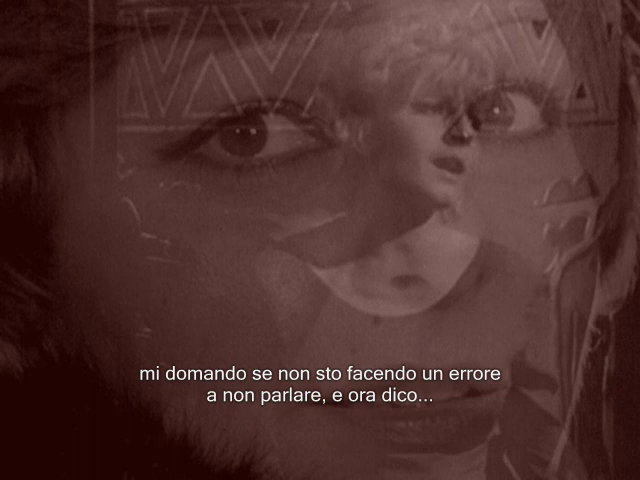 mi domando se non sto facendo un errore
a non parlare, e ora dico...